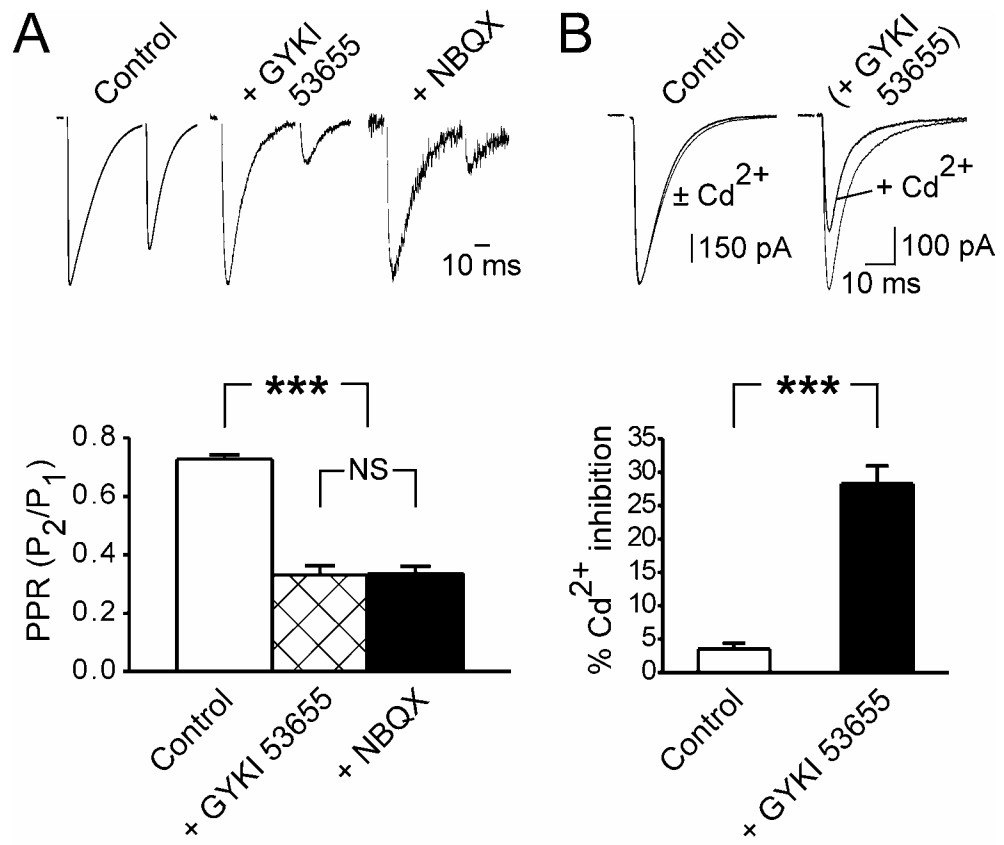 A
Control
+ GYKI
53655
+ NBQX
10 ms
B
Control
(+ GYKI
53655)
± Cd2+
+ Cd2+
150 pA
100 pA
10 ms
***
NS
PPR (P2/P1)
0.8
0.6
0.4
0.2
0.0
Control
+ GYKI 53655
+ NBQX
***
% Cd2+ inhibition
35
30
25
20
15
10
5
0
Control
+ GYKI 53655